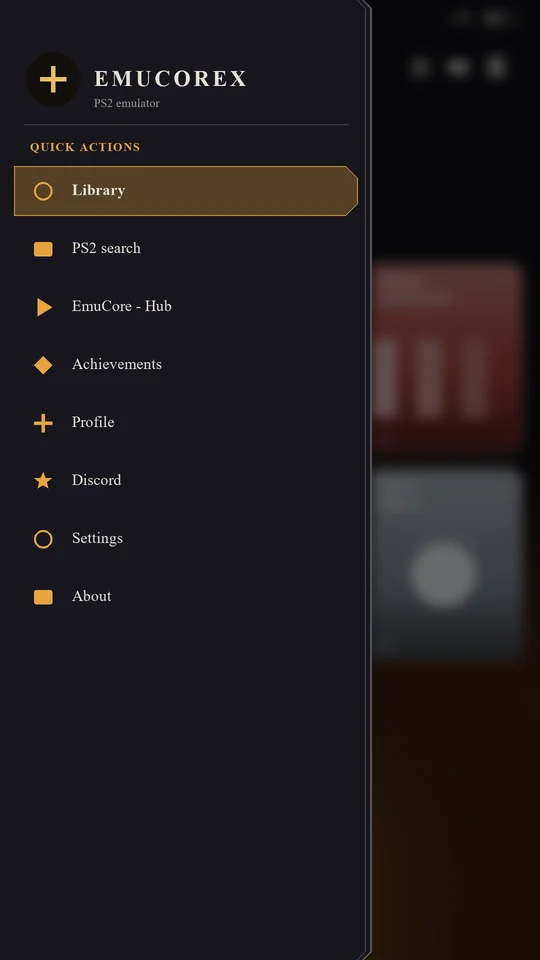 EMUCOREX
PS2 emulator
QUICK ACTIONS
Library
PS2 search
EmuCore - Hub
Achievements
Profile
Discord
Settings
About